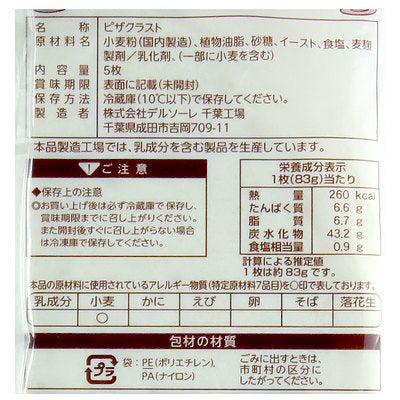 名称 ピザクラスト
原材料名 小麦粉(国内製造)、植物油脂、砂糖、イースト、食塩、麦麹
製剤/乳化剤、(一部に小麦を含む)
内容量 5枚
賞味期限 表面に記載(未開封)
保存方法 冷蔵庫(10℃以下)で保存してください。
製造者 株式会社デルソーレ 千葉工場
千葉県成田市吉岡709-11
本品製造工場では、乳成分を含む製品を生産しています。
ご注意
●保存上の注意
◎お買い上げ後は必ず冷蔵庫で保存し、
賞味期限までに召し上がりください。
また開封後すぐに召し上がらない場合
は冷凍庫で保存してください。
栄養成分表示
1枚(83g)当たり
熱量 260 kcal
たんぱく質 6.6 g
脂質 6.7 g
炭水化物 43.2 g
食塩相当量 0.9 g
計算による推定値
1枚は約83gです。
本品の原材料に使用されているアレルギー物質(特定原材料7品目)を○印で表しています。
乳成分 小麦 かに えび 卵 そば 落花生
○
包材の材質
プラ
袋:PE(ポリエチレン),
PA(ナイロン)
ごみに出すときは、
市町村の区分に
したがってください。